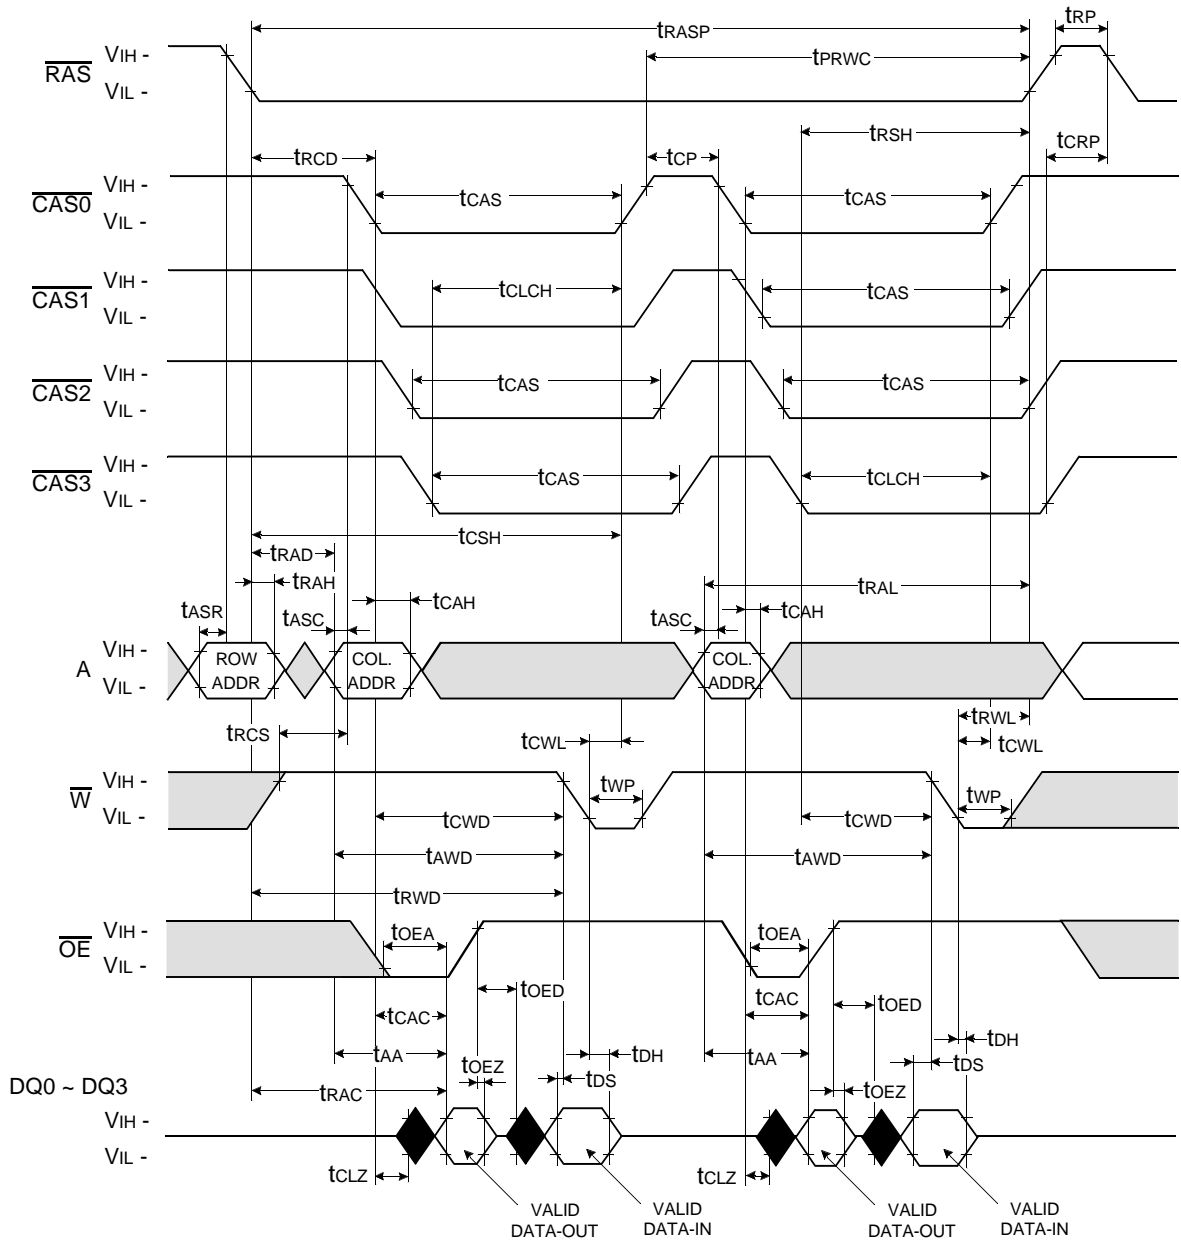 tRASP
tRP
RAS
VIH -
VIL -
tPRWC
tRSH
tCRP
tRCD
tCP
CAS0
VIH -
VIL -
tCAS
tCAS
CAS1
VIH -
VIL -
tCLCH
tCAS
CAS2
VIH -
VIL -
tCAS
tCAS
CAS3
VIH -
VIL -
tCAS
tCLCH
tCSH
tRAD
tRAH
tRAL
tASR
tASC
tCAH
tASC
tCAH
A
VIH -
VIL -
ROW
ADDR
COL.
ADDR
COL.
ADDR
tRCS
tCWL
tRWL
tCWL
W
VIH -
VIL -
tWP
tWP
tCWD
tCWD
tAWD
tAWD
tRWD
OE
VIH -
VIL -
tOEA
tOEA
tOED
tOED
tCAC
tCAC
tAA
tAA
tOEZ
tDH
tDH
tDS
tDS
tOEZ
tRAC
DQ0 ~ DQ3
VIH -
VIL -
tCLZ
tCLZ
VALID
DATA-OUT
VALID
DATA-IN
VALID
DATA-OUT
VALID
DATA-IN